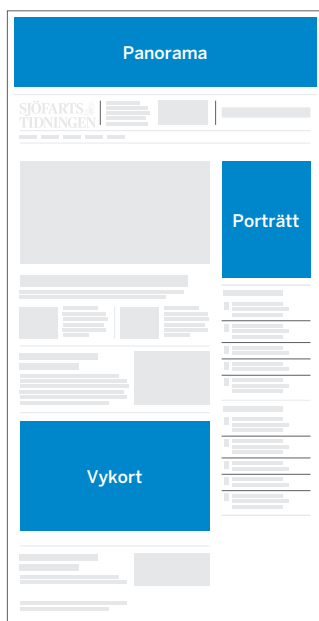 Panorama
SJÖFARTS&
TIDNINGEN
Porträtt
Vykort